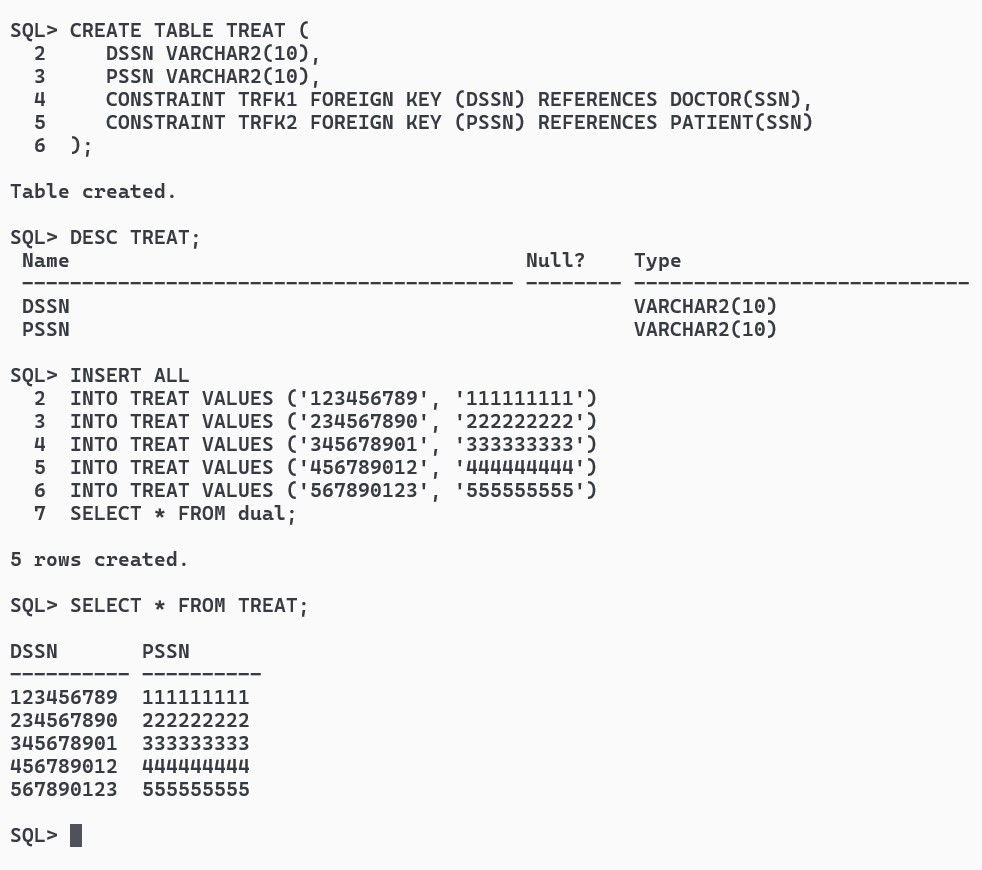 SQL> CREATE TABLE TREAT (
  2     DSSN VARCHAR2(10),
  3     PSSN VARCHAR2(10),
  4     CONSTRAINT TRFK1 FOREIGN KEY (DSSN) REFERENCES DOCTOR(SSN),
  5     CONSTRAINT TRFK2 FOREIGN KEY (PSSN) REFERENCES PATIENT(SSN)
  6  );
Table created.
SQL> DESC TREAT;
 Name                                      Null?    Type
 ----------------------------------------- -------- ----------------------------
 DSSN                                               VARCHAR2(10)
 PSSN                                               VARCHAR2(10)
SQL> INSERT ALL
  2  INTO TREAT VALUES ('123456789', '111111111')
  3  INTO TREAT VALUES ('234567890', '222222222')
  4  INTO TREAT VALUES ('345678901', '333333333')
  5  INTO TREAT VALUES ('456789012', '444444444')
  6  INTO TREAT VALUES ('567890123', '555555555')
  7  SELECT * FROM dual;
5 rows created.
SQL> SELECT * FROM TREAT;
DSSN       PSSN
---------- ----------
123456789  111111111
234567890  222222222
345678901  333333333
456789012  444444444
567890123  555555555
SQL>